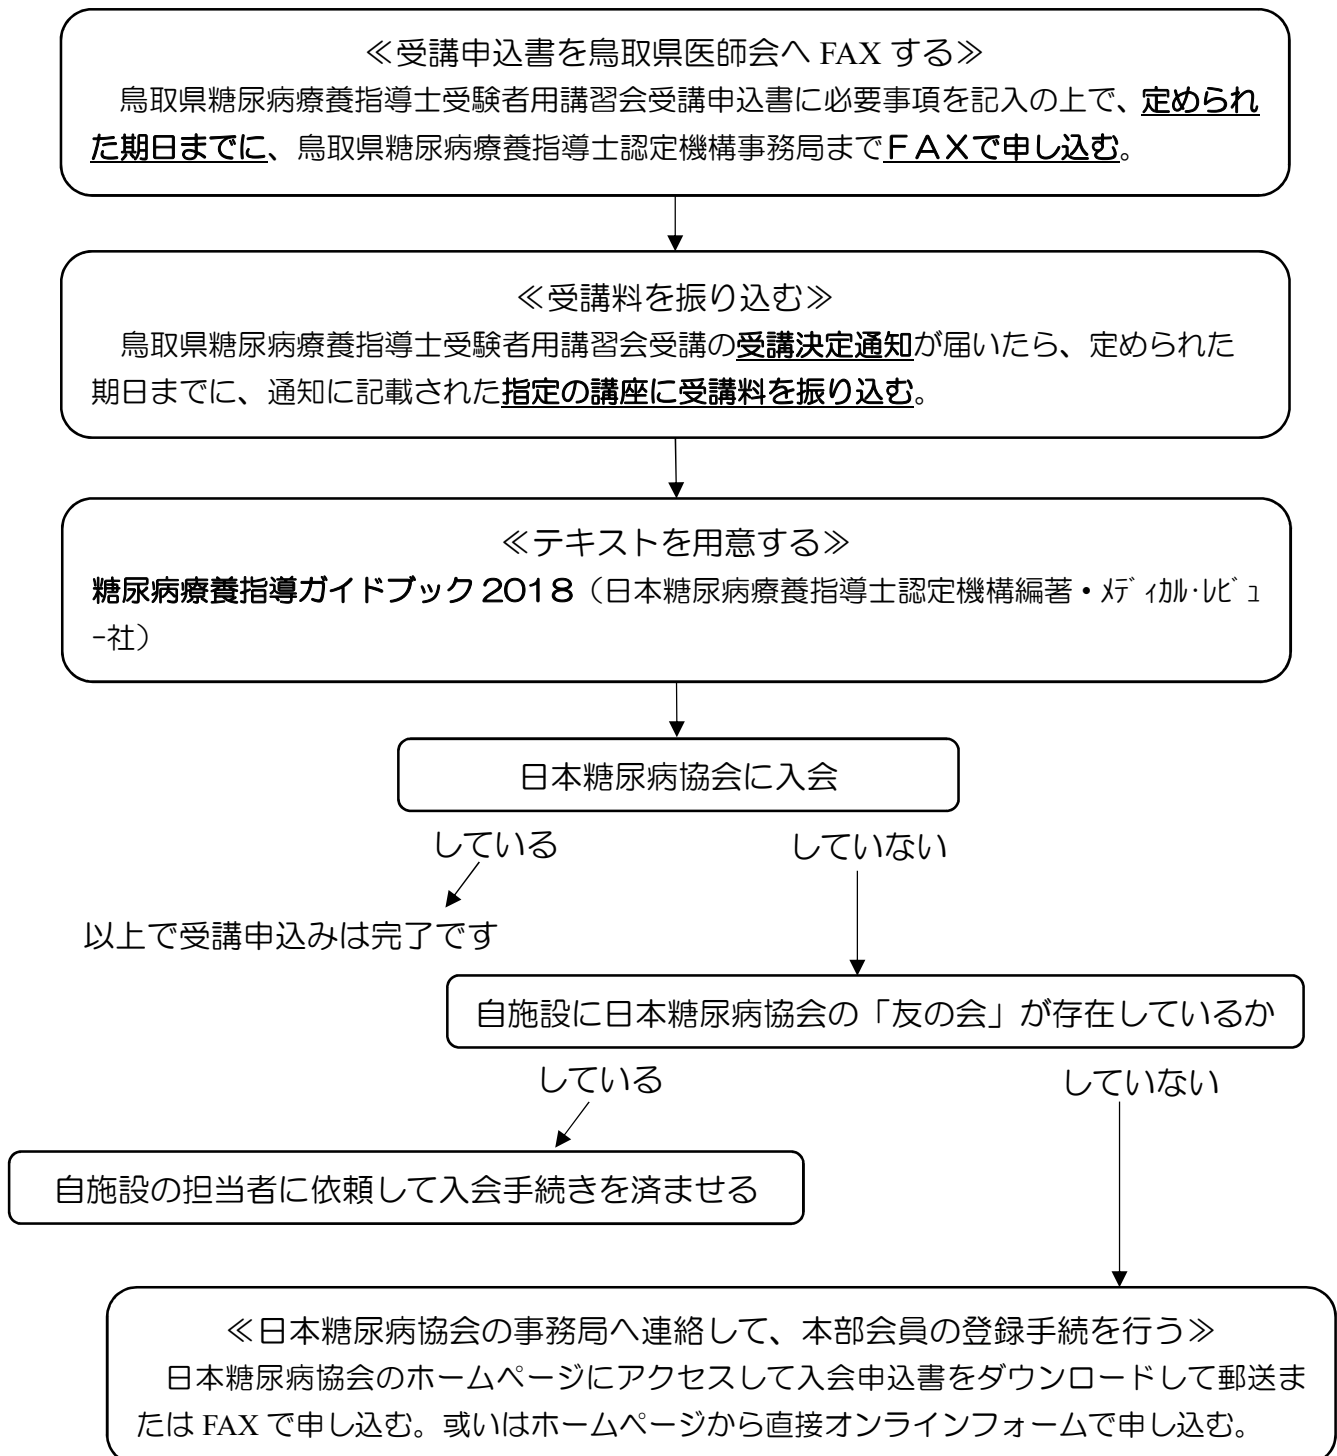 ≪受講申込書を鳥取県医師会へ FAX する≫
鳥取県糖尿病療養指導士受験者用講習会受講申込書に必要事項を記入の上で、定められ
た期日までに、鳥取県糖尿病療養指導士認定機構事務局までＦＡＸで申し込む。
≪受講料を振り込む≫
鳥取県糖尿病療養指導士受験者用講習会受講の受講決定通知が届いたら、定められた
期日までに、通知に記載された指定の講座に受講料を振り込む。
≪テキストを用意する≫
糖尿病療養指導ガイドブック２０１８（日本糖尿病療養指導士認定機構編著・ﾒﾃﾞｨｶﾙ･ﾚﾋﾞｭ
ｰ社）
日本糖尿病協会に入会
している していない
以上で受講申込みは完了です
自施設に日本糖尿病協会の「友の会」が存在しているか
している していない
自施設の担当者に依頼して入会手続きを済ませる
≪日本糖尿病協会の事務局へ連絡して、本部会員の登録手続を行う≫
日本糖尿病協会のホームページにアクセスして入会申込書をダウンロードして郵送ま
たは FAX で申し込む。或いはホームページから直接オンラインフォームで申し込む。